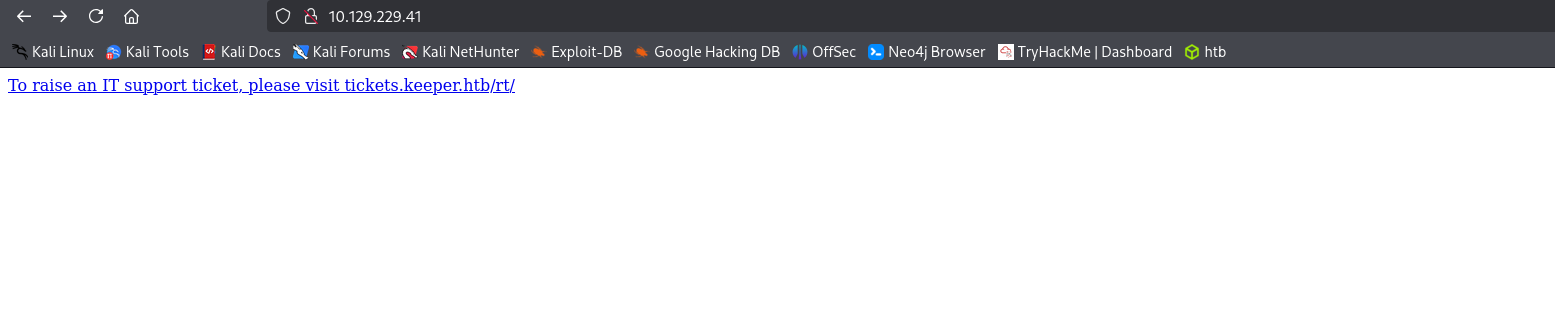 10.129.229.41
Kali Linux Kali Tools Kali Docs Kali Forums Kali NetHunter Exploit-DB Google Hacking DB OffSec Neo4j Browser TryHackMe | Dashboard htb
To raise an IT support ticket, please visit tickets.keeper.htb/rt/